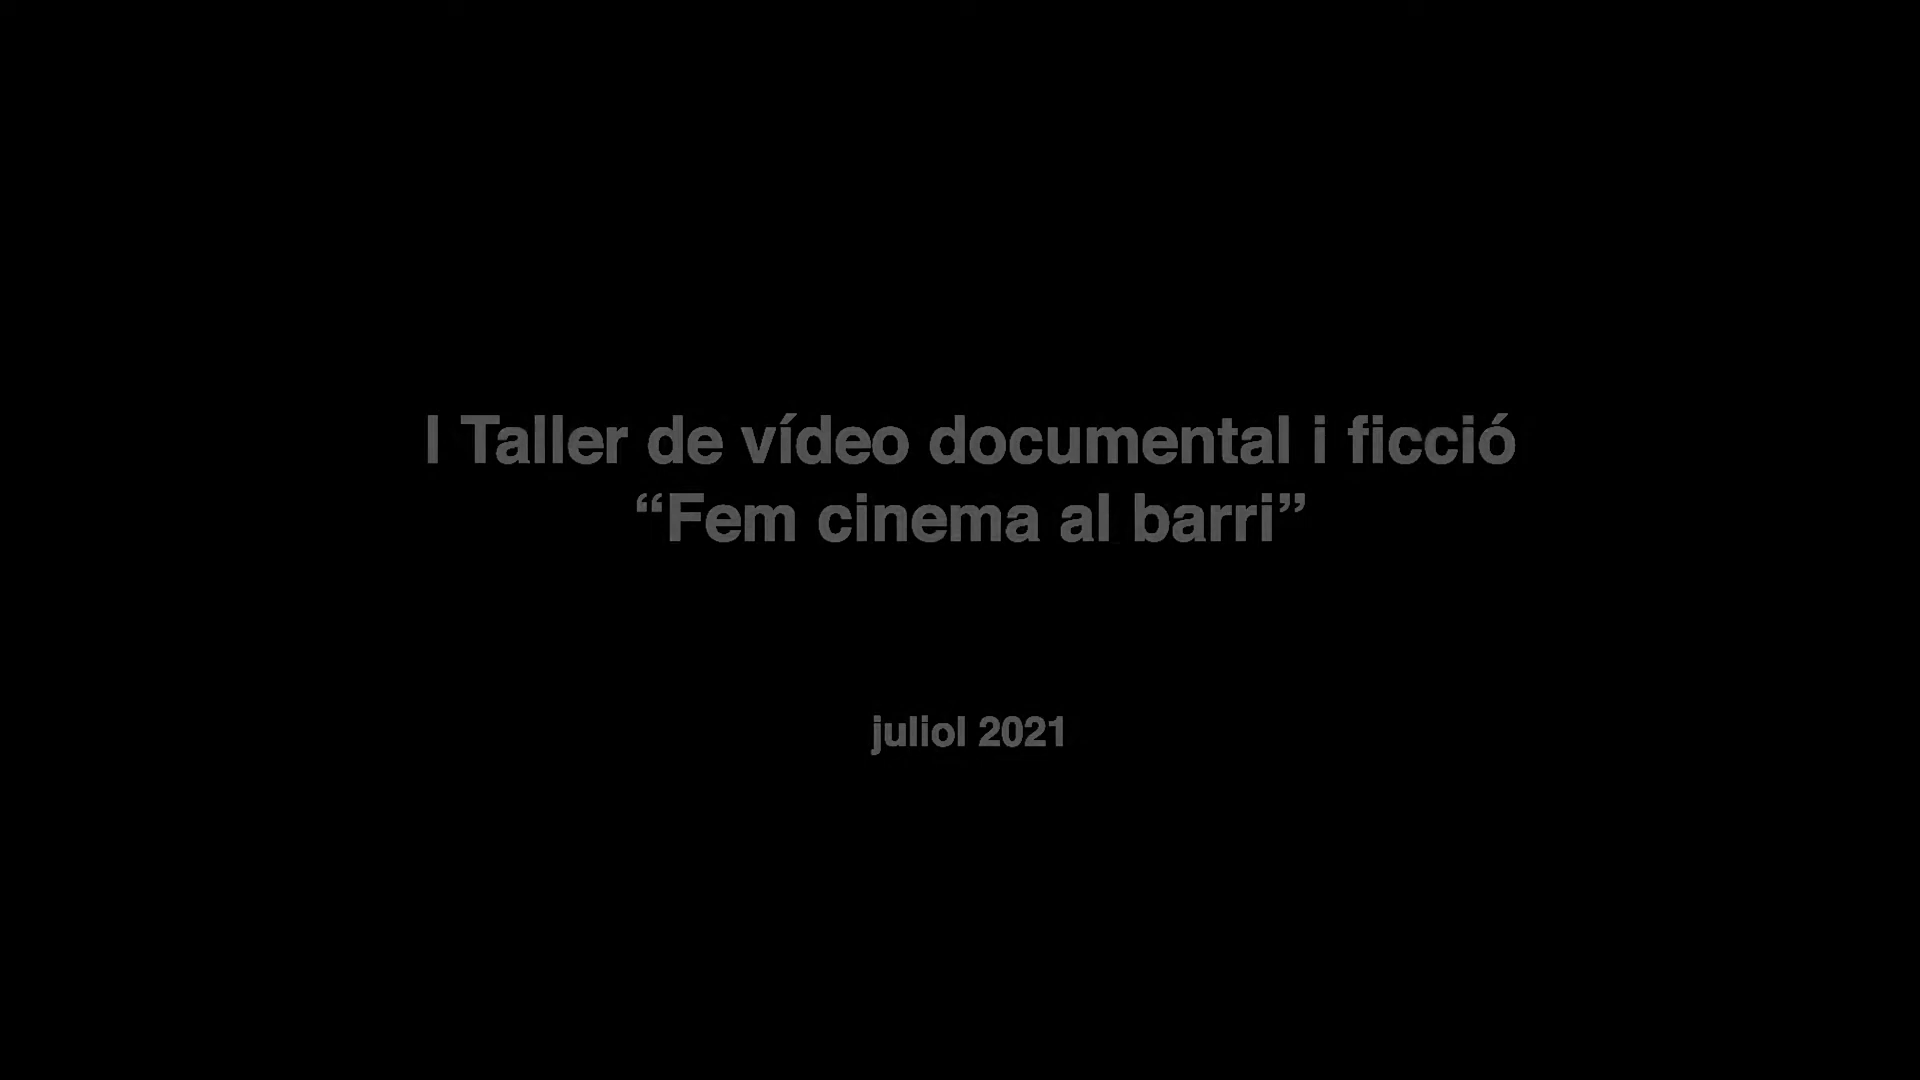 I Taller de vídeo documental i ficció
“Fem cinema al barri”
juliol 2021